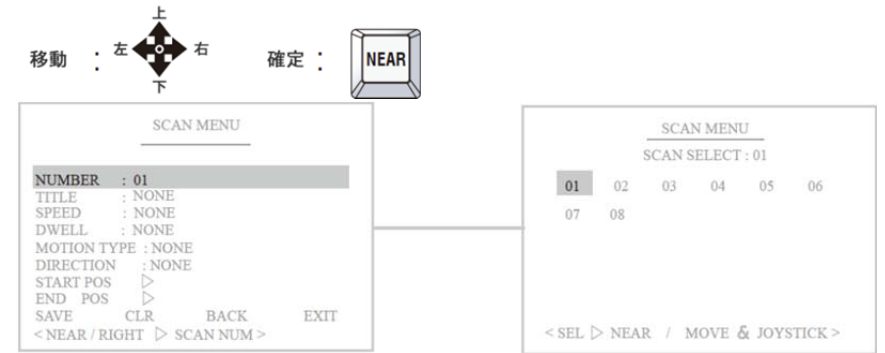 上
移動 : 左 右 確定 : NEAR
下
SCAN MENU
NUMBER : 01
TITLE : NONE
SPEED : NONE
DWELL : NONE
MOTION TYPE : NONE
DIRECTION : NONE
START POS ▷
END POS ▷
SAVE CLR BACK EXIT
< NEAR / RIGHT ▷ SCAN NUM >
SCAN MENU
SCAN SELECT : 01
01 02 03 04 05 06
07 08
< SEL ▷ NEAR / MOVE & JOYSTICK >